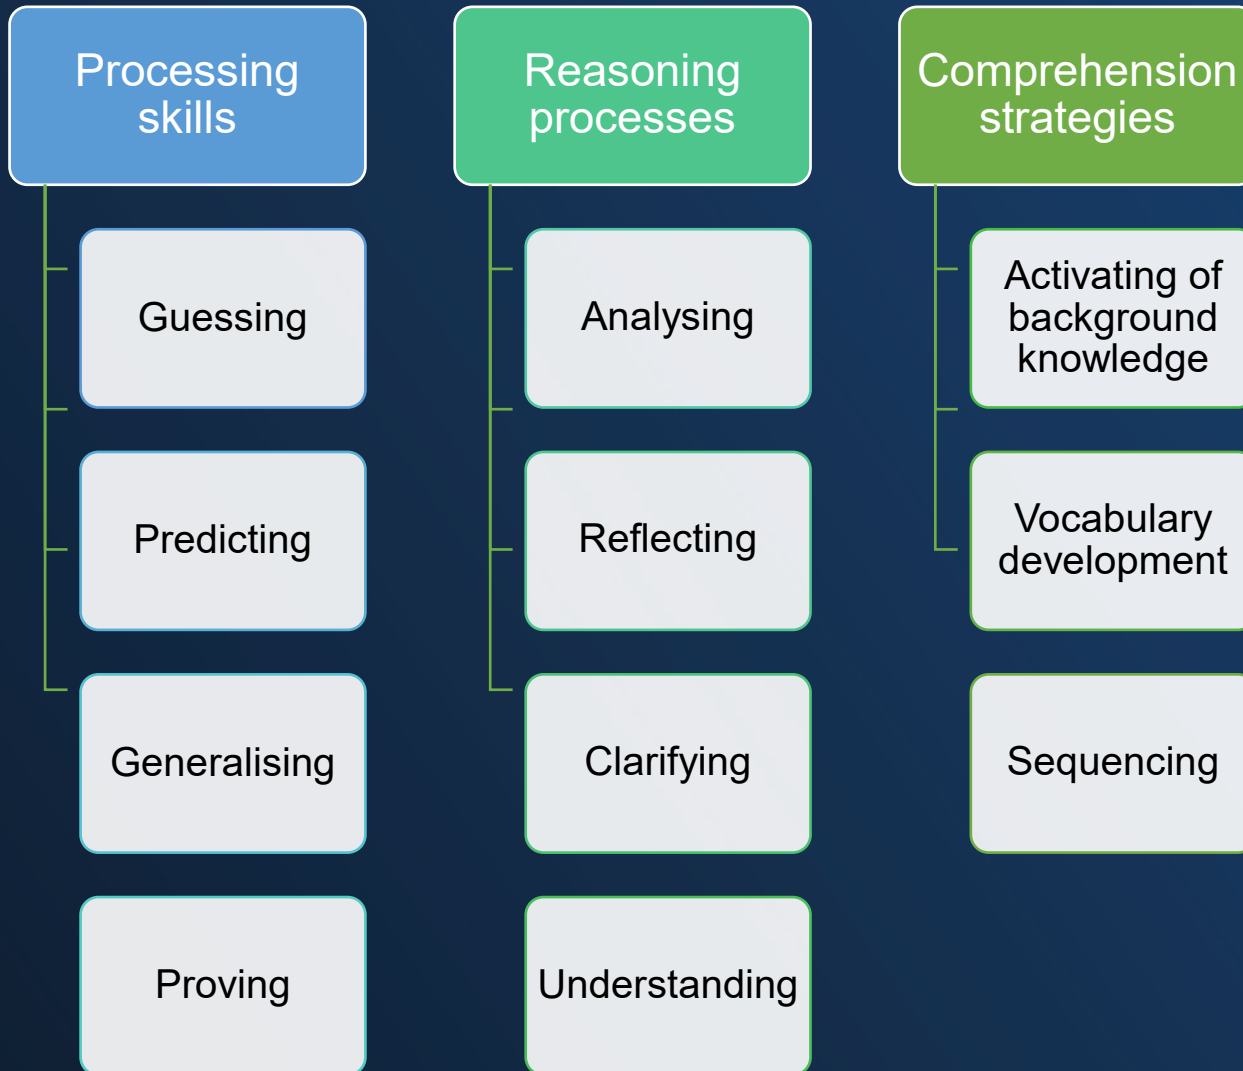 Processing
skills
Guessing
Predicting
Generalising
Proving
Reasoning
processes
Analysing
Reflecting
Clarifying
Understanding
Comprehension
strategies
Activating of
background
knowledge
Vocabulary
development
Sequencing